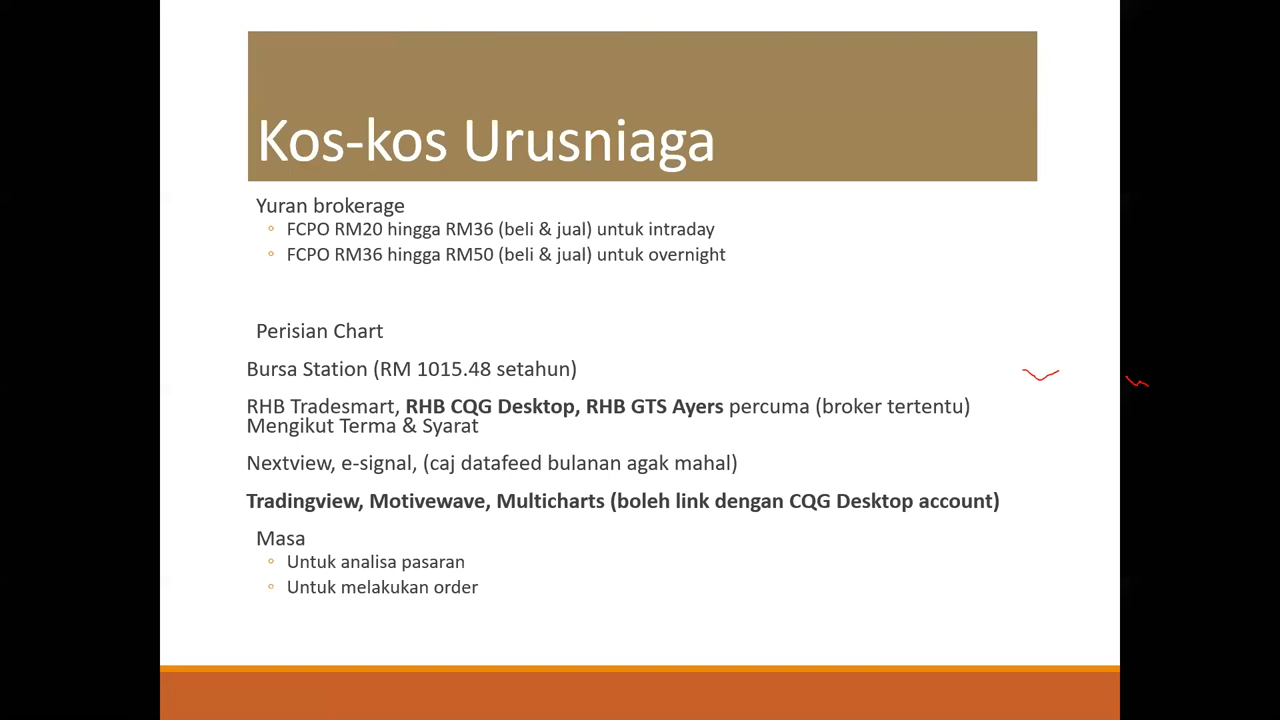 Kos-kos Urusniaga
Yuran brokerage
FCPO RM20 hingga RM36 (beli & jual) untuk intraday
FCPO RM36 hingga RM50 (beli & jual) untuk overnight
Perisian Chart
Bursa Station (RM 1015.48 setahun)
RHB Tradesmart, RHB CQG Desktop, RHB GTS Ayers percuma (broker tertentu)
Mengikut Terma & Syarat
Nextview, e-signal, (caj datafeed bulanan agak mahal)
Tradingview, Motivewave, Multicharts (boleh link dengan CQG Desktop account)
Masa
Untuk analisa pasaran
Untuk melakukan order